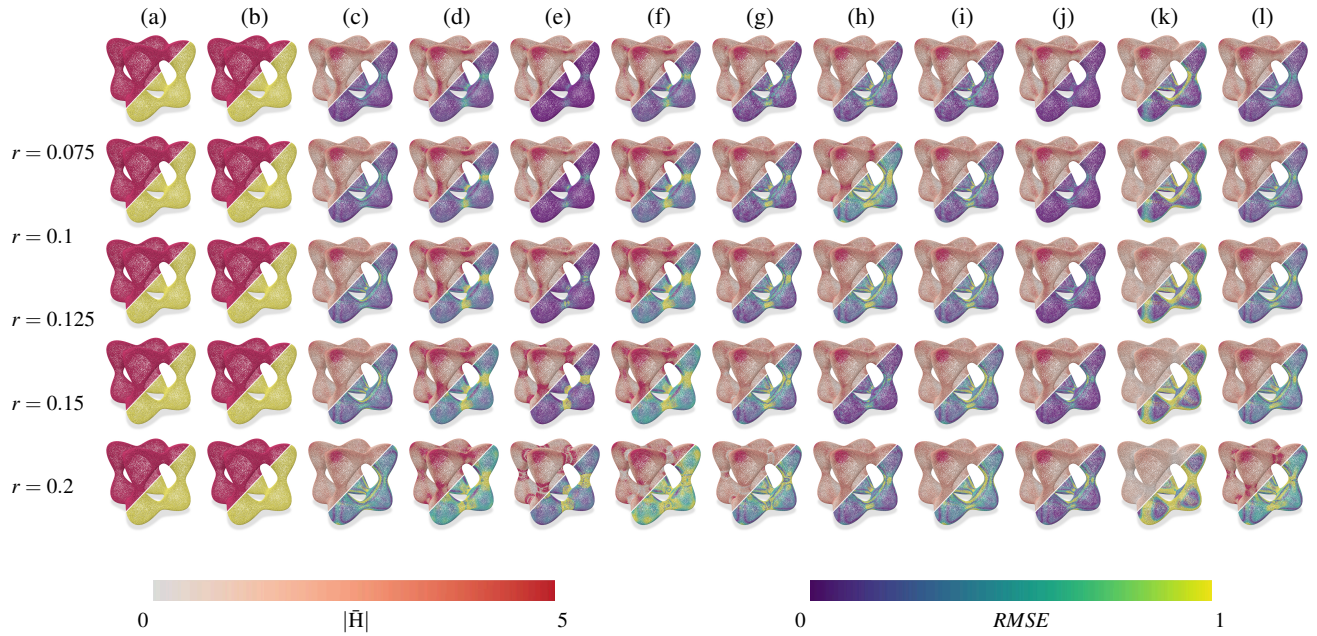 (a) (b) (c) (d) (e) (f) (g) (h) (i) (j) (k) (l)
r = 0.075
r = 0.1
r = 0.125
r = 0.15
r = 0.2
0 |H̄| 5 0 RMSE 1